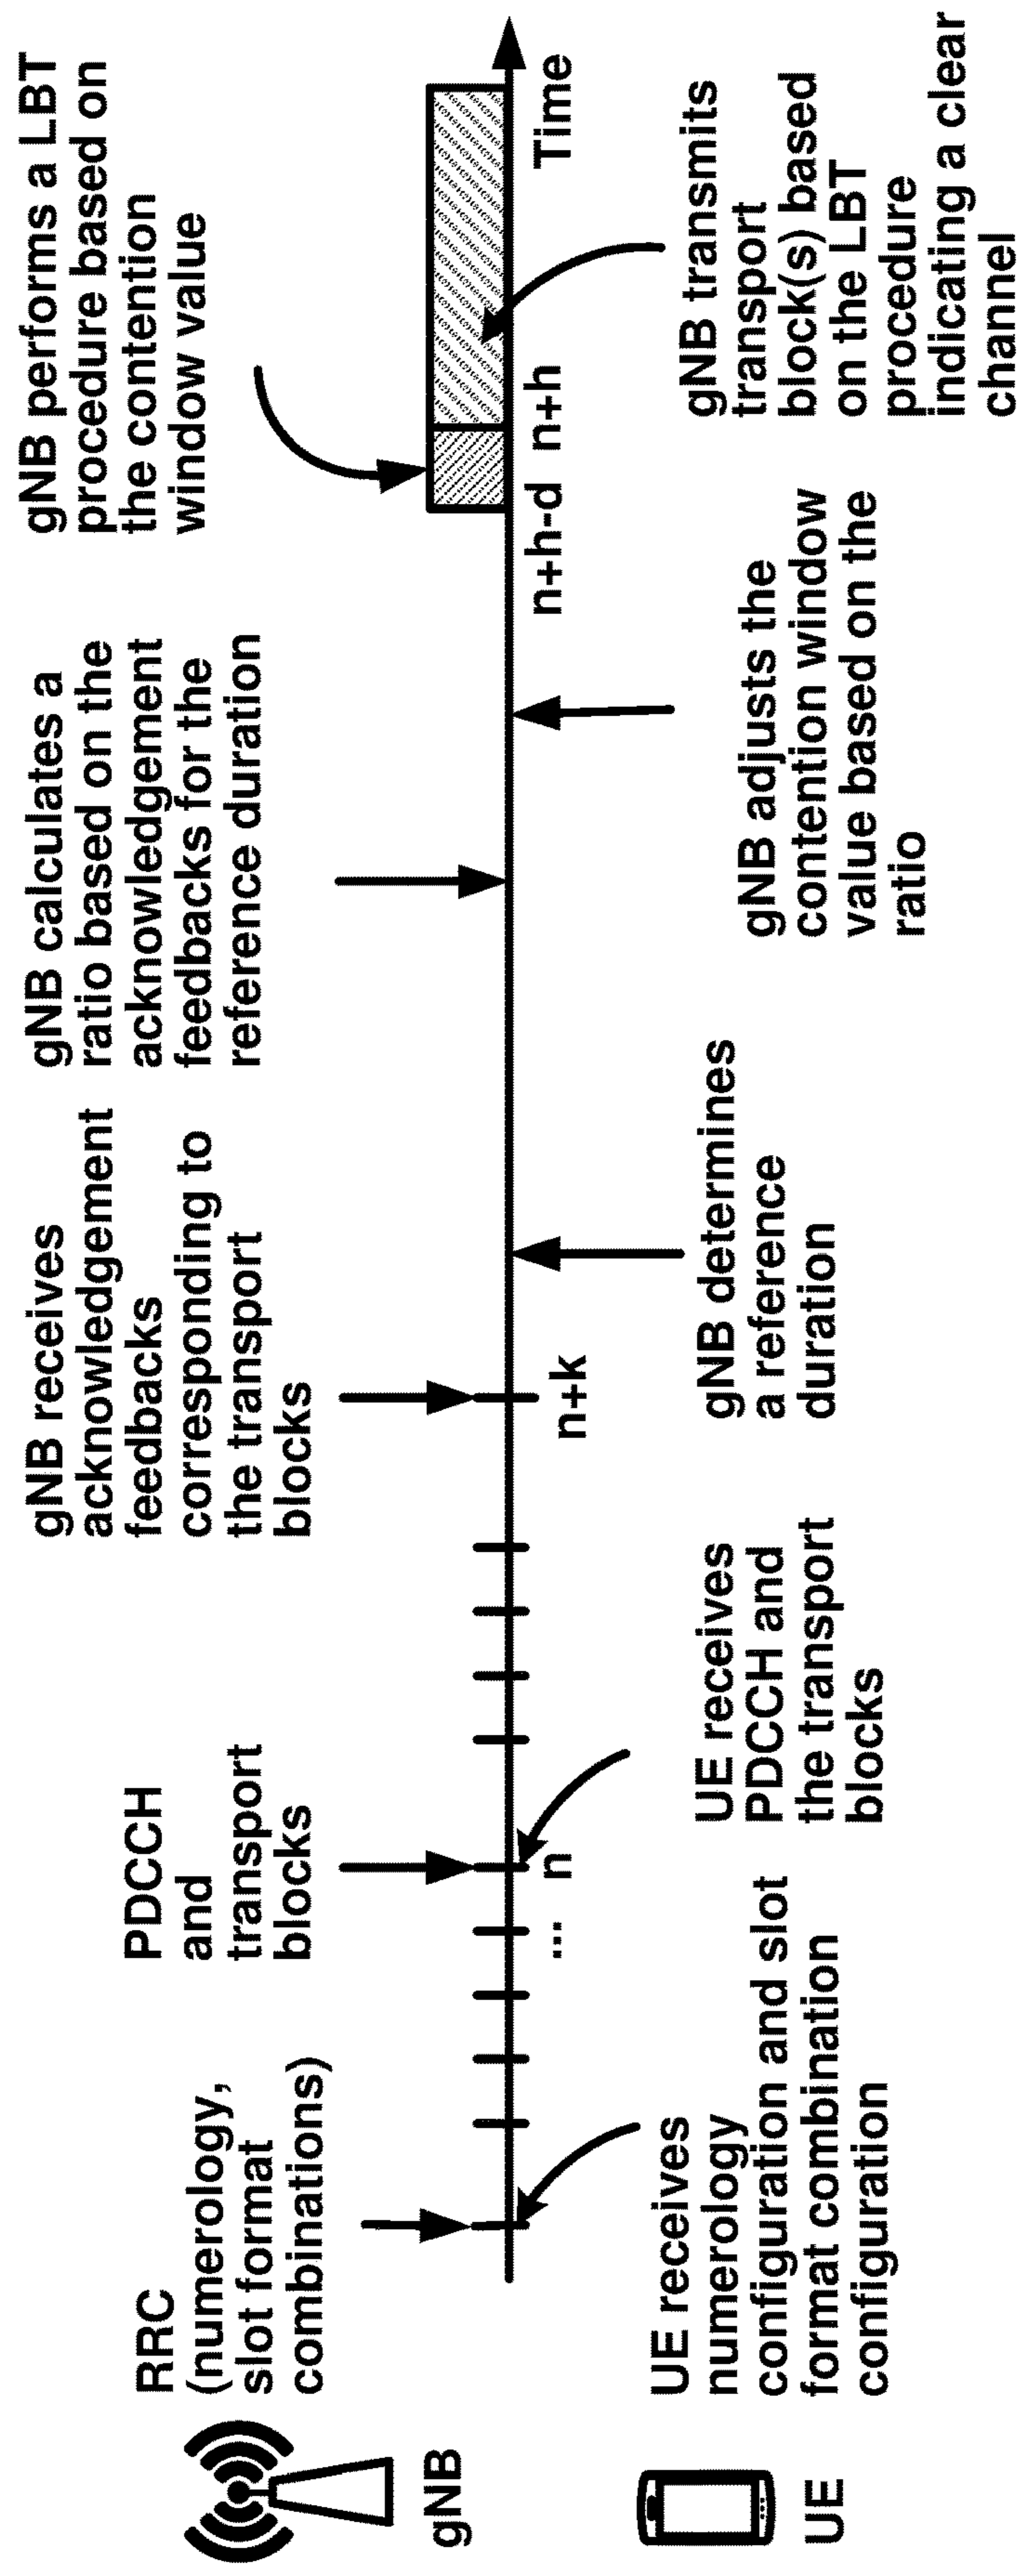 gNB
RRC
(numerology,
slot format
combinations)
PDCCH
and
transport
blocks
gNB receives
acknowledgement
feedbacks
corresponding to
the transport
blocks
gNB calculates a
ratio based on the
acknowledgement
feedbacks for the
reference duration
gNB performs a LBT
procedure based on
the contention
window value
...
n
n+k
n+h-d
n+h
Time
UE
UE receives
numerology
configuration and slot
format combination
configuration
UE receives
PDCCH and
the transport
blocks
gNB determines
a reference
duration
gNB adjusts the
contention window
value based on the
ratio
gNB transmits
transport
block(s) based
on the LBT
procedure
indicating a clear
channel